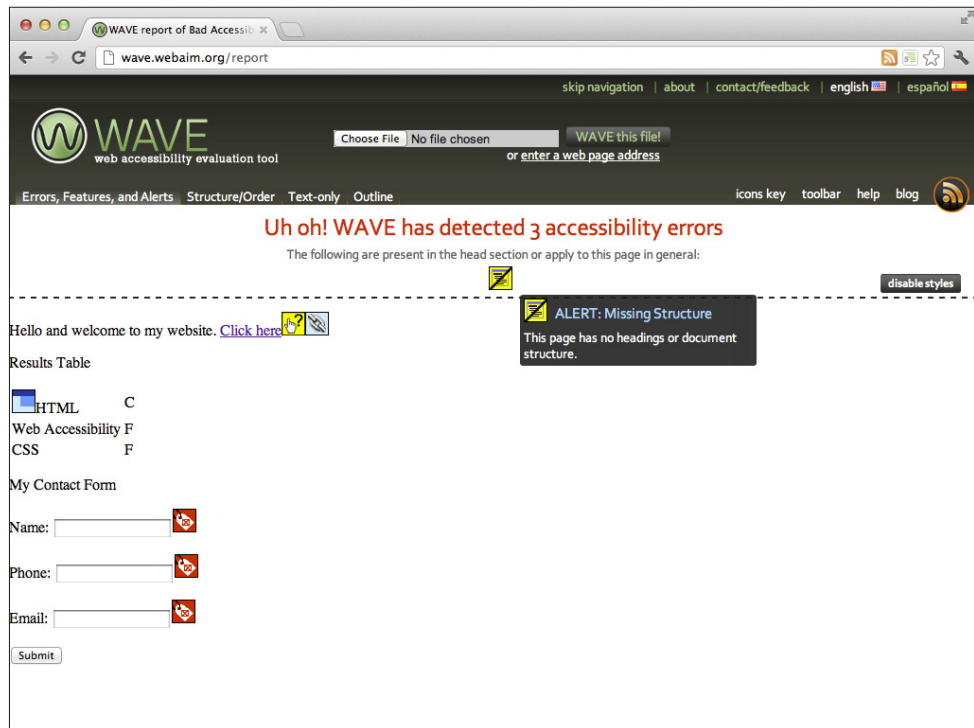 WAVE report of Bad Accessib
wave.webaim.org/report
skip navigation | about | contact/feedback | english | español
WAVE
web accessibility evaluation tool
Choose File No file chosen WAVE this file!
or enter a web page address
Errors, Features, and Alerts Structure/Order Text-only Outline icons key toolbar help blog
Uh oh! WAVE has detected 3 accessibility errors
The following are present in the head section or apply to this page in general:
disable styles
ALERT: Missing Structure
This page has no headings or document
structure.
Hello and welcome to my website. Click here
Results Table
HTML C
Web Accessibility F
CSS F
My Contact Form
Name:
Phone:
Email:
Submit